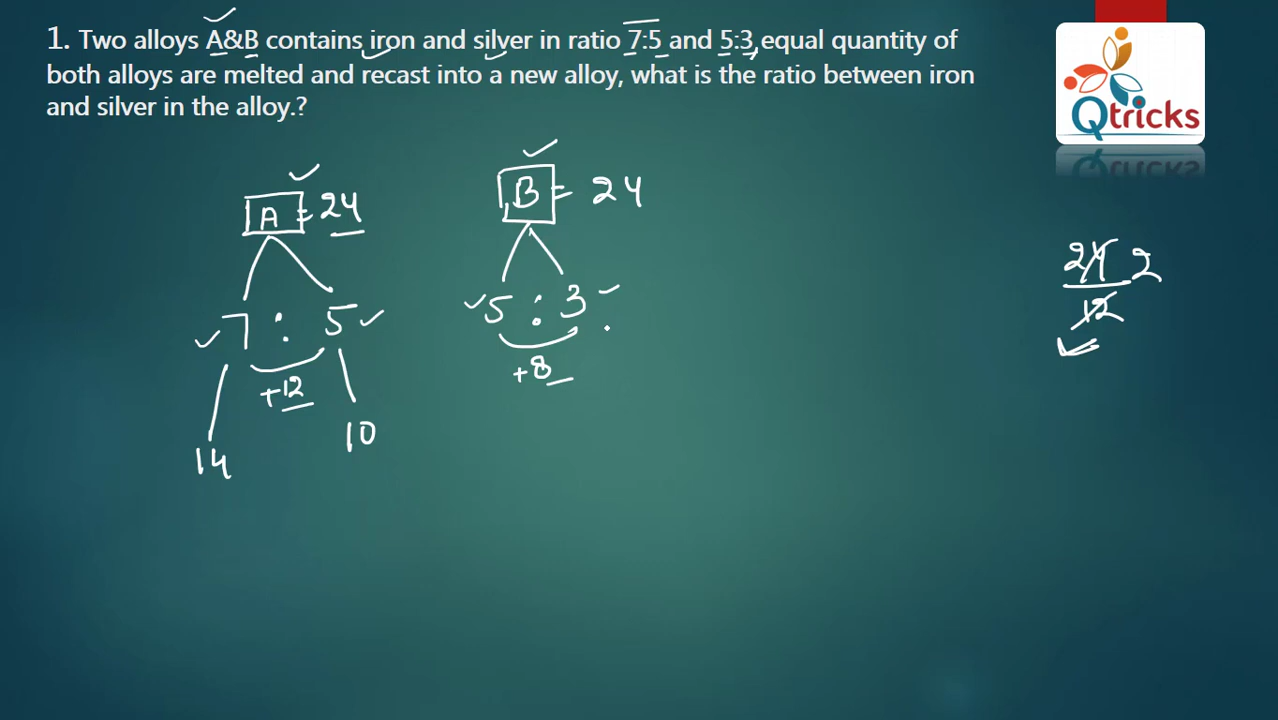 1. Two alloys A&B contains iron and silver in ratio 7:5 and 5:3, equal quantity of
both alloys are melted and recast into a new alloy, what is the ratio between iron
and silver in the alloy.?
Qtricks
A = 24
B = 24
24 2
12
7 : 5
5 : 3
+12
+8
14
10